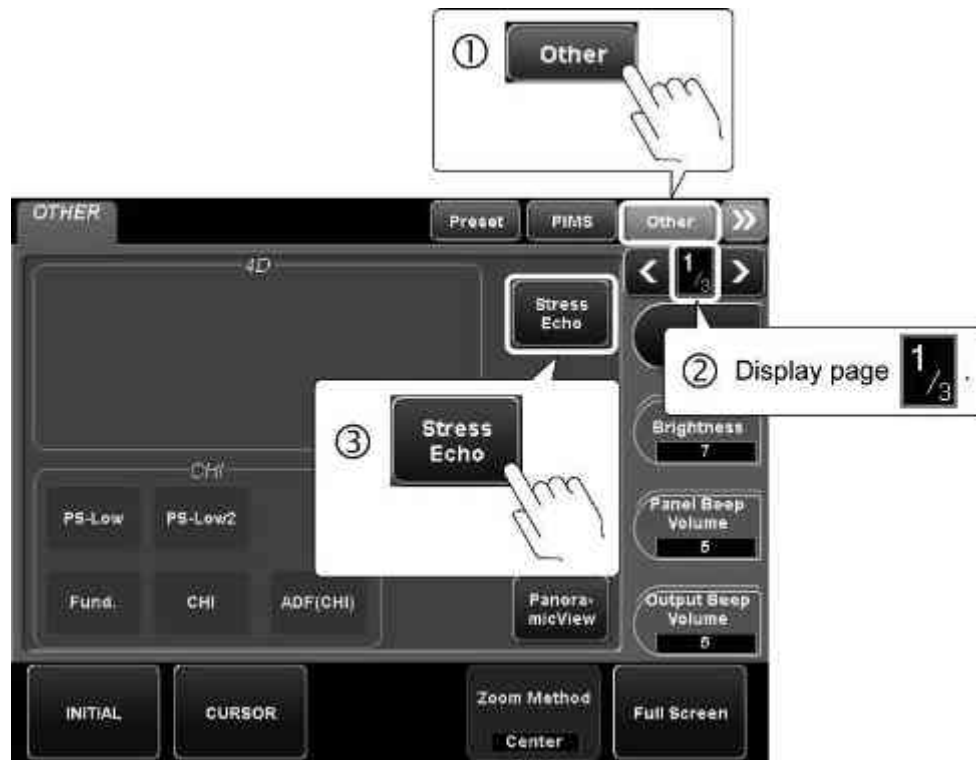 ① Other
OTHER
Preset
PIMS
Other
»
4D
<
1/3
>
Stress
Echo
② Display page 1/3 .
③ Stress
Echo
Brightness
7
CHI
PS-Low
PS-Low2
Panel Beep
Volume
5
Fund.
CHI
ADF(CHI)
Panora-
micView
Output Beep
Volume
5
INITIAL
CURSOR
Zoom Method
Center
Full Screen